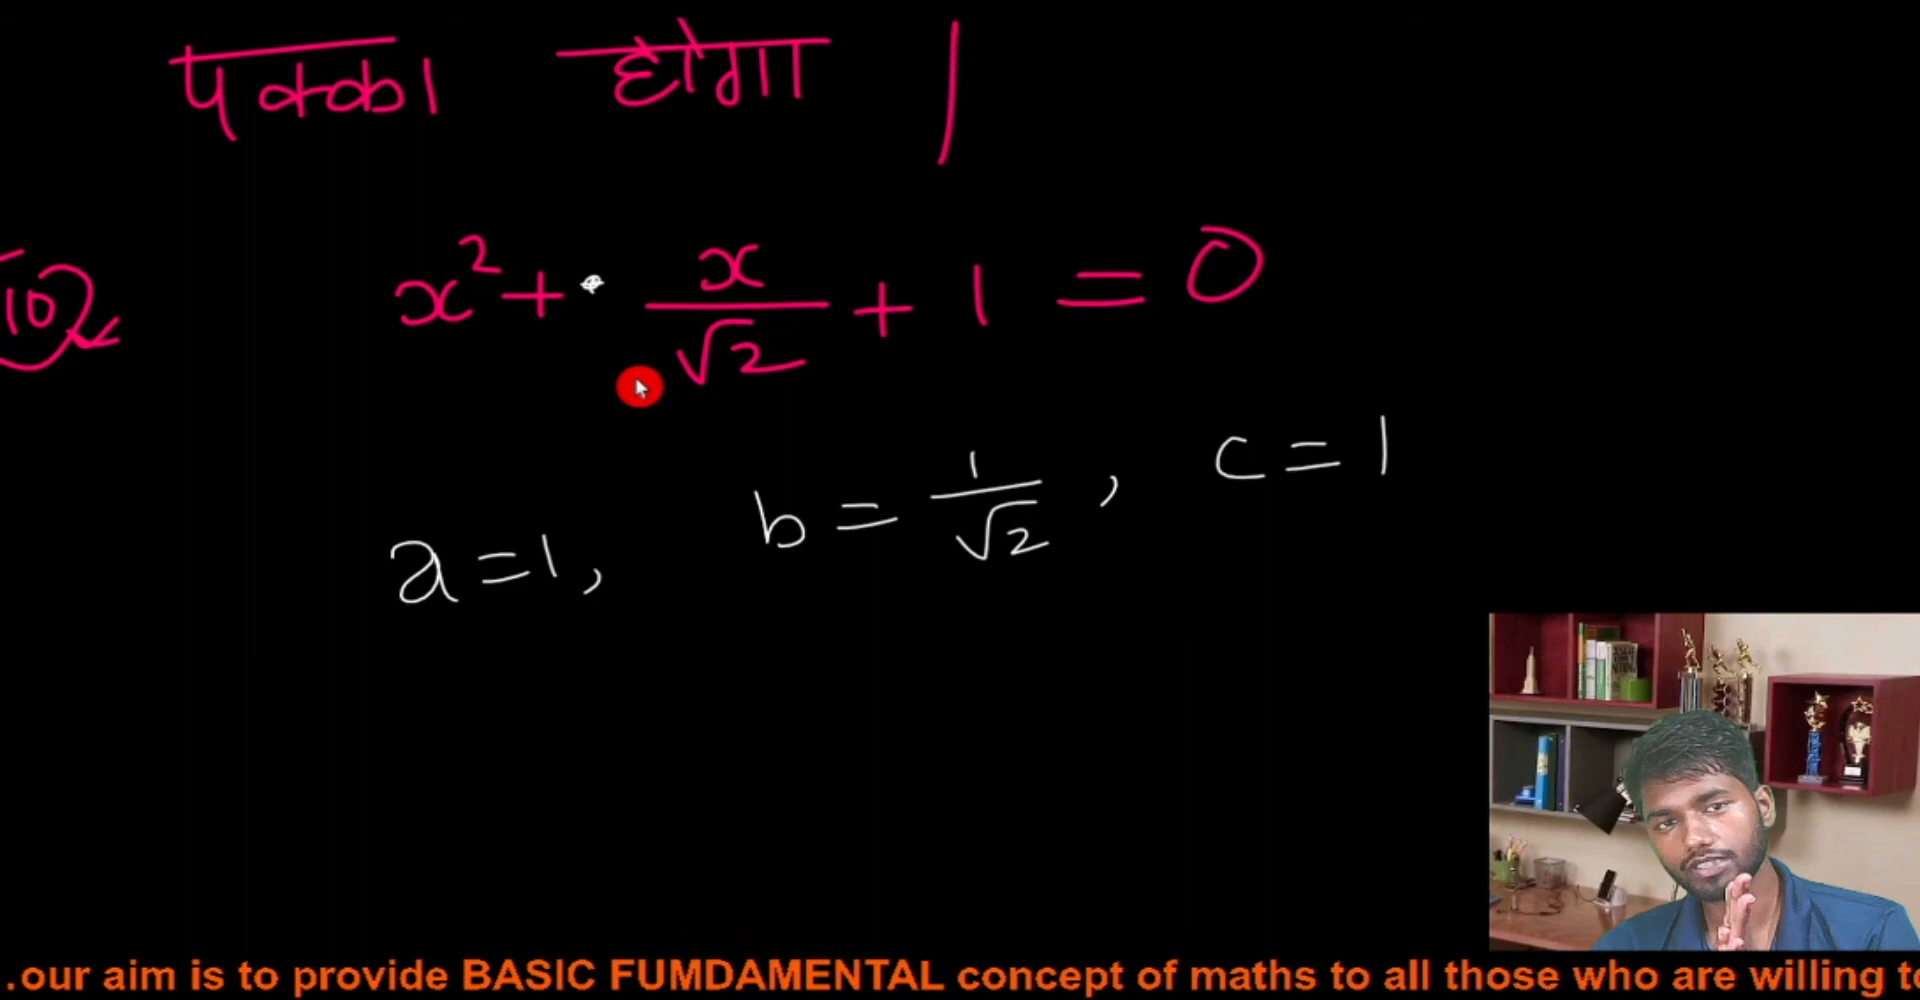 पक्का होगा |
10) x² + x/√2 + 1 = 0
a=1, b = 1/√2, c = 1
.our aim is to provide BASIC FUMDAMENTAL concept of maths to all those who are willing to